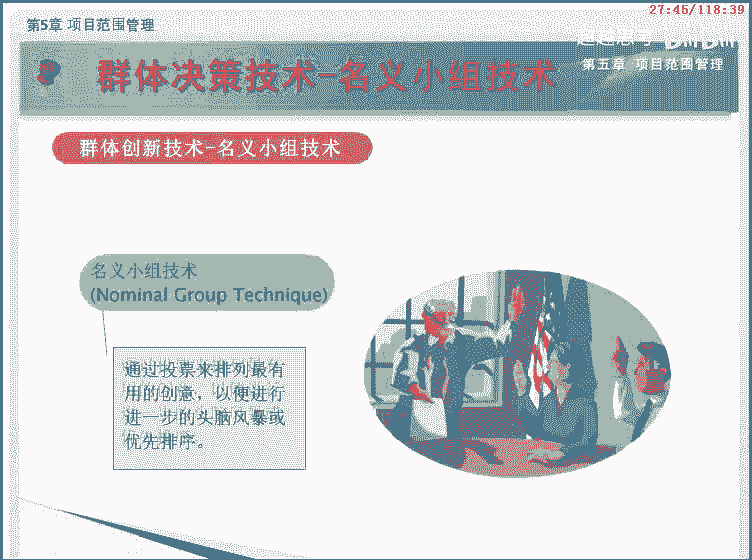 27:45/118:39
第5章 项目范围管理
群体决策技术-名义小组技术
第五章 项目范围管理
群体创新技术-名义小组技术
名义小组技术
(Nominal Group Technique)
通过投票来排列最有
用的创意，以便进行
进一步的头脑风暴或
优先排序。